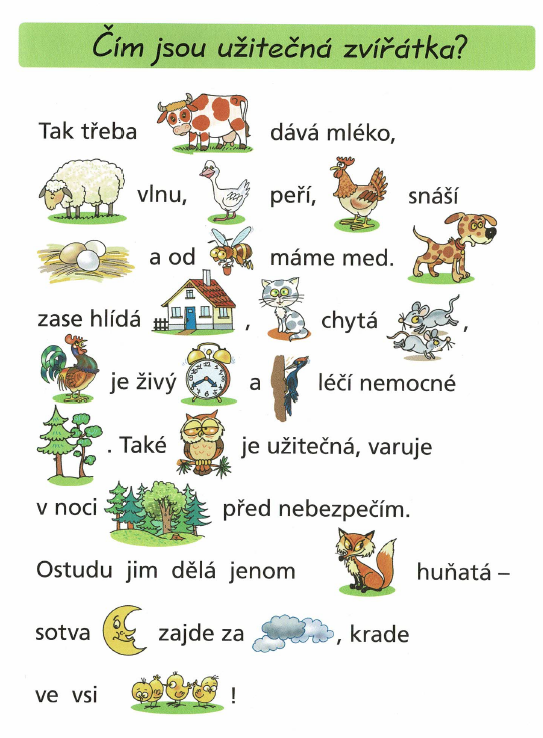 Čím jsou užitečná zvířátka?
Tak třeba dává mléko,
vlnu, peří, snáší
a od máme med.
zase hlídá , chytá ,
je živý a léčí nemocné
. Také je užitečná, varuje
v noci před nebezpečím.
Ostudu jim dělá jenom huňatá –
sotva zajde za , krade
ve vsi !